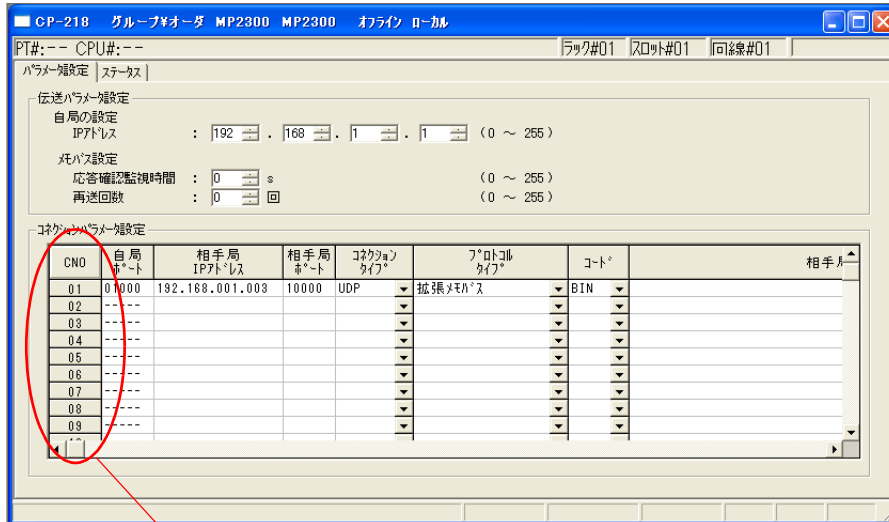 CP-218 グループ¥オーダ MP2300 MP2300 オフライン ローカル
PT#:-- CPU#:-- ラック#01 スロット#01 回線#01
パラメータ設定 ステータス
伝送パラメータ設定
自局の設定
IPアドレス : 192 . 168 . 1 . 1 (0 ～ 255)
メモバス設定
応答確認監視時間 : 0 s (0 ～ 255)
再送回数 : 0 回 (0 ～ 255)
コネクションパラメータ設定
CNO 自局ポート 相手局IPアドレス 相手局ポート コネクションタイプ プロトコルタイプ コード 相手局
01 01000 192.168.001.003 10000 UDP 拡張メモバス BIN
02 -----
03 -----
04 -----
05 -----
06 -----
07 -----
08 -----
09 -----